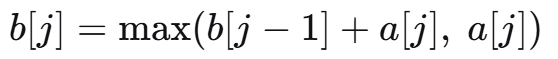 b[j] = max(b[j − 1] + a[j], a[j])